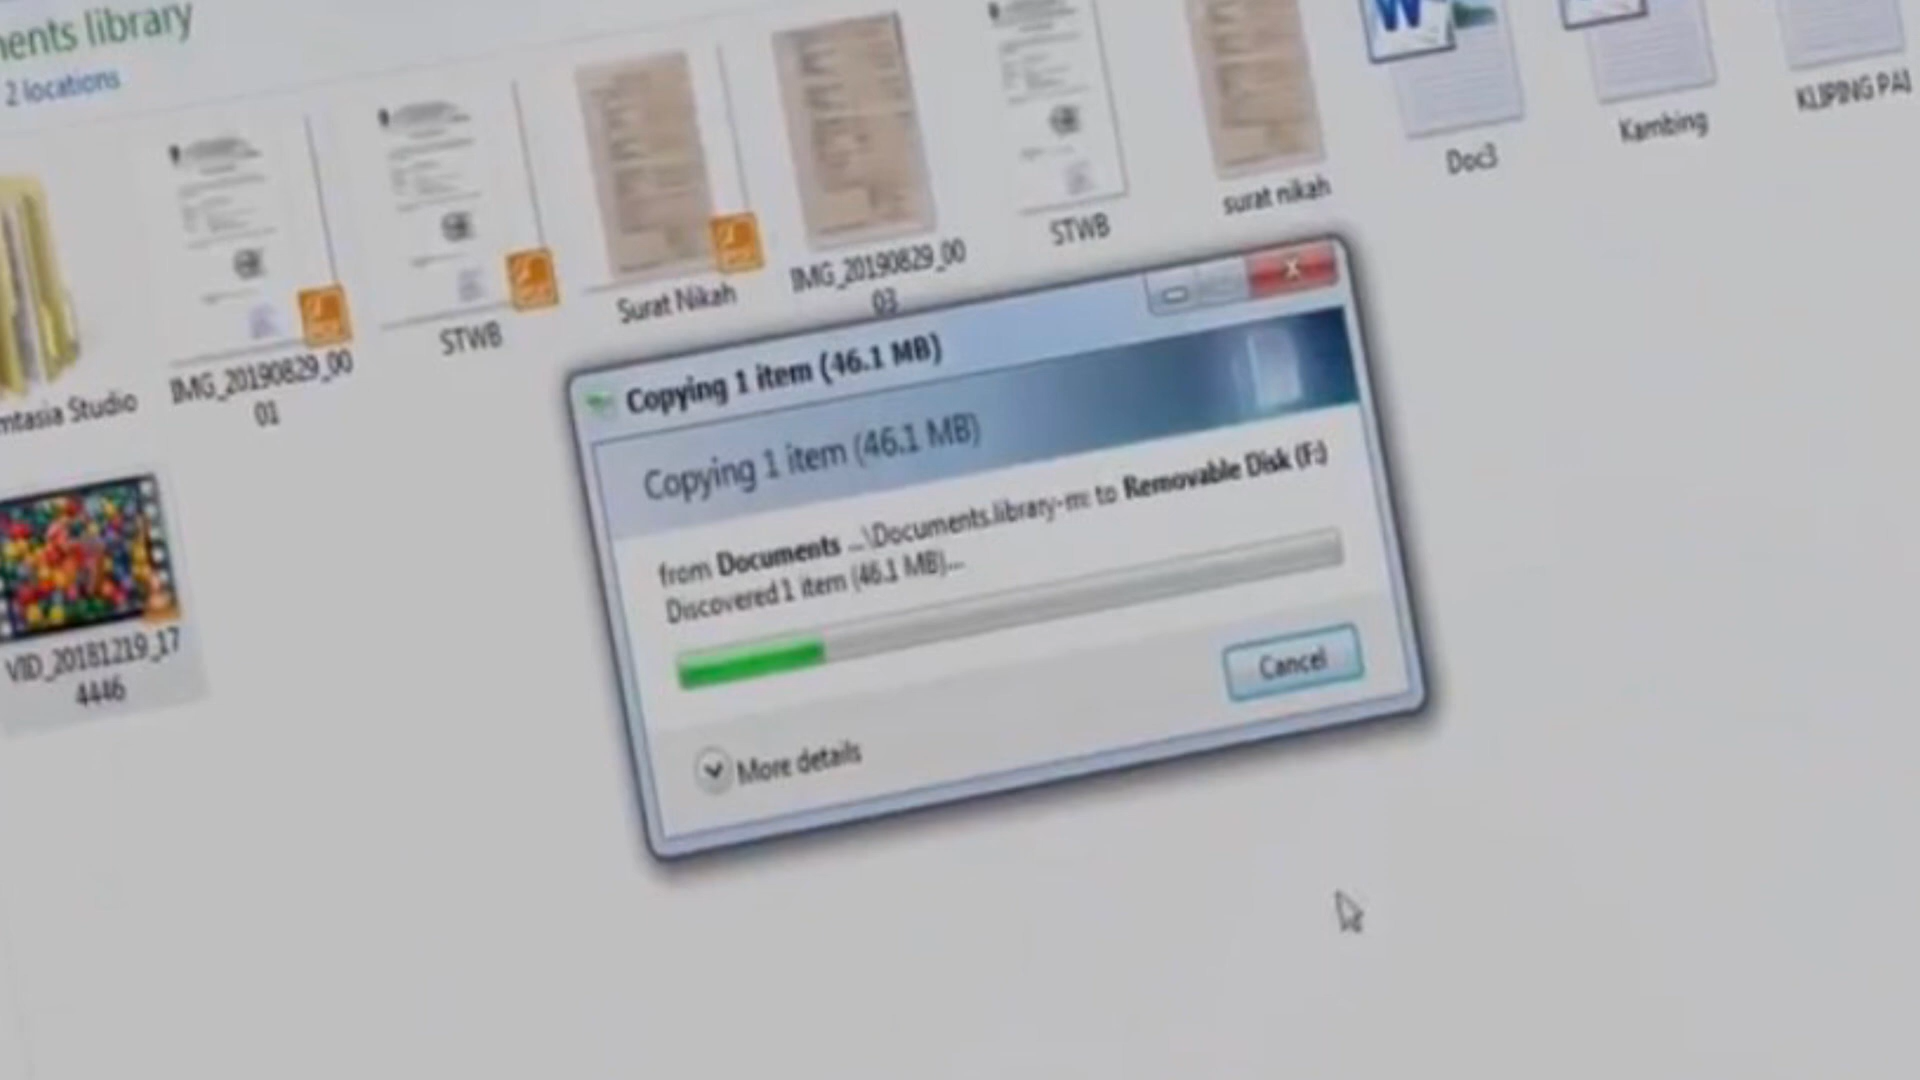 ents library
2 locations
mtasia Studio
IMG_20190829_00
01
STWB
Surat Nikah
IMG_20190829_00
03
STWB
surat nikah
Doc3
Kambing
KLIPING PAI
VID_20181219_17
4446
Copying 1 item (46.1 MB)
Copying 1 item (46.1 MB)
from Documents ...\Documents.library-ms to Removable Disk (F:)
Discovered 1 item (46.1 MB)...
Cancel
More details